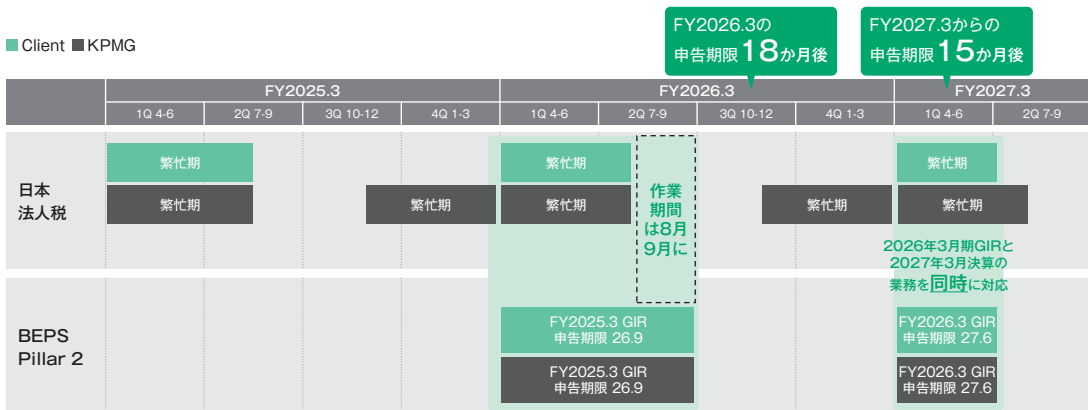 Client KPMG
FY2026.3の
申告期限18か月後
FY2027.3からの
申告期限15か月後
FY2025.3 FY2026.3 FY2027.3
1Q 4-6 2Q 7-9 3Q 10-12 4Q 1-3 1Q 4-6 2Q 7-9 3Q 10-12 4Q 1-3 1Q 4-6 2Q 7-9
日本
法人税
繁忙期 繁忙期 繁忙期
繁忙期 繁忙期 繁忙期 繁忙期 繁忙期
作業
期間
は8月
9月に
2026年3月期GIRと
2027年3月決算の
業務を同時に対応
BEPS
Pillar 2
FY2025.3 GIR
申告期限 26.9
FY2026.3 GIR
申告期限 27.6
FY2025.3 GIR
申告期限 26.9
FY2026.3 GIR
申告期限 27.6